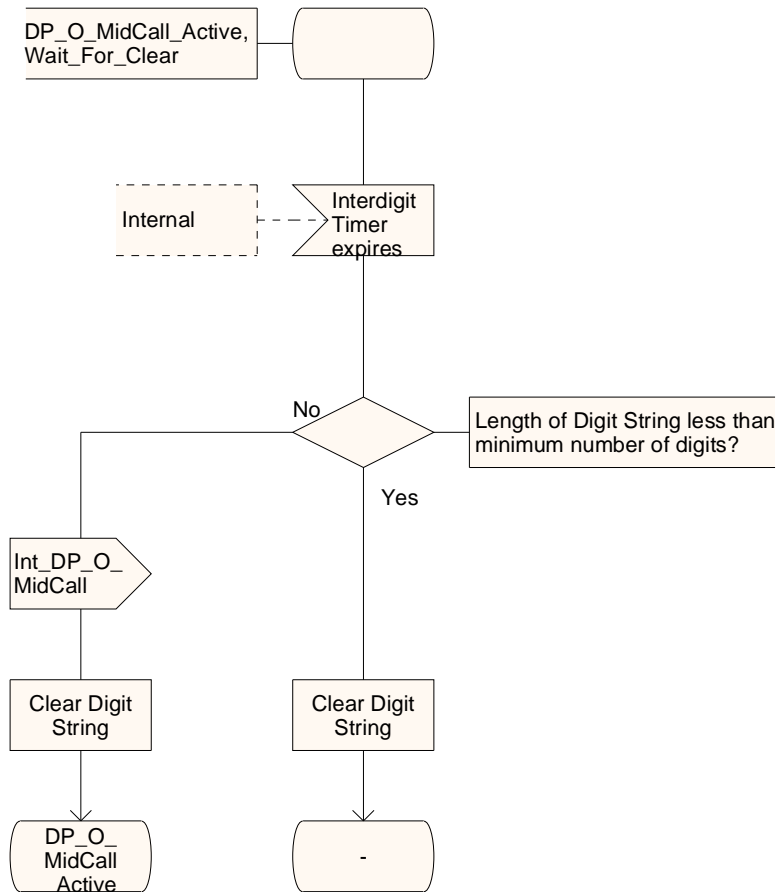 DP_O_MidCall_Active,
Wait_For_Clear
Internal
Interdigit
Timer
expires
No
Length of Digit String less than
minimum number of digits?
Yes
Int_DP_O_
MidCall
Clear Digit
String
Clear Digit
String
DP_O_
MidCall
Active
-